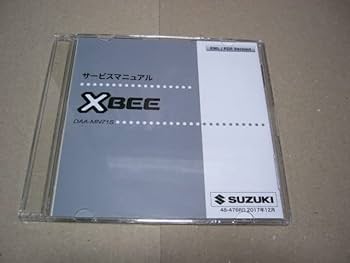 XML / PDF Version
サービスマニュアル
XBEE
DAA-MN71S
SUZUKI
2017年12月